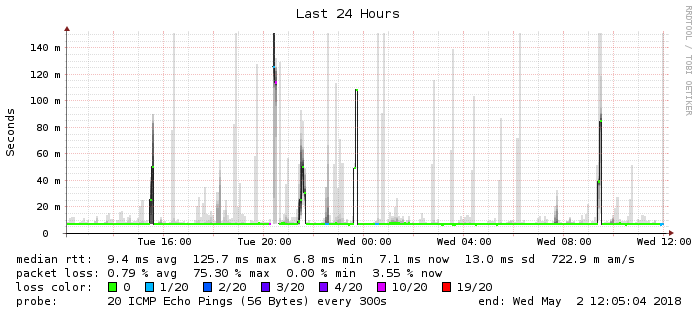 Last 24 Hours
RRDTOOL / TOBI OETIKER
Seconds
140 m
120 m
100 m
80 m
60 m
40 m
20 m
0
Tue 16:00 Tue 20:00 Wed 00:00 Wed 04:00 Wed 08:00 Wed 12:00
median rtt: 9.4 ms avg 125.7 ms max 6.8 ms min 7.1 ms now 13.0 ms sd 722.9 m am/s
packet loss: 0.79 % avg 75.30 % max 0.00 % min 3.55 % now
loss color: 0 1/20 2/20 3/20 4/20 10/20 19/20
probe: 20 ICMP Echo Pings (56 Bytes) every 300s end: Wed May 2 12:05:04 2018